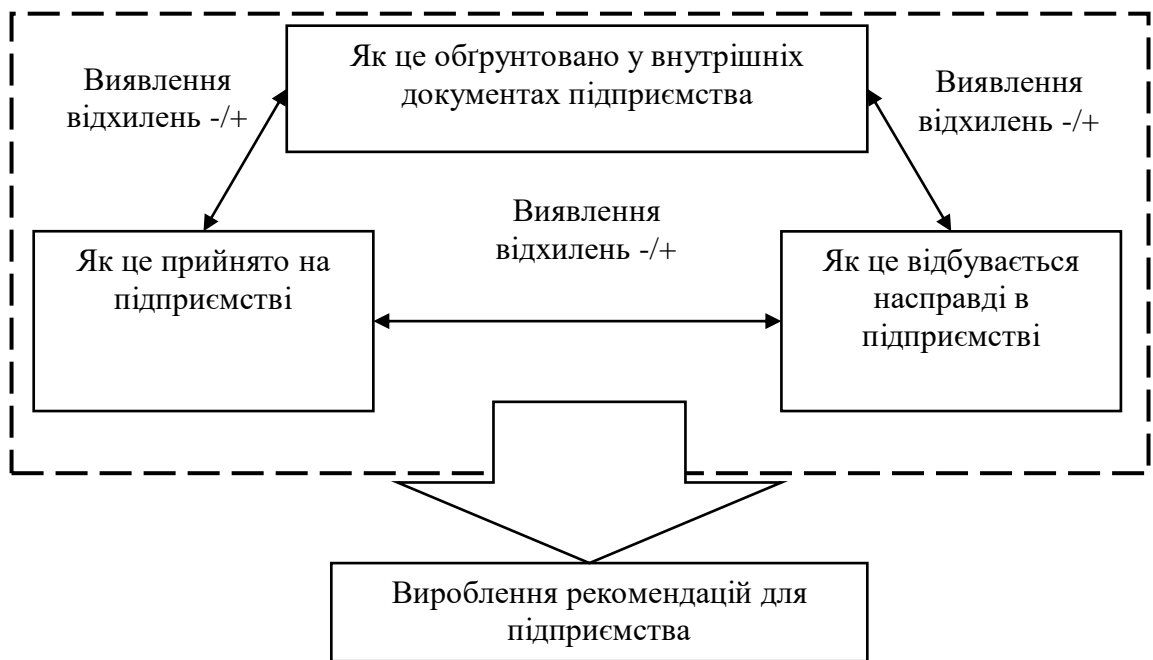 Як це обґрунтовано у внутрішніх
документах підприємства
Виявлення
відхилень -/+
Виявлення
відхилень -/+
Виявлення
відхилень -/+
Як це прийнято на
підприємстві
Як це відбувається
насправді в
підприємстві
Вироблення рекомендацій для
підприємства